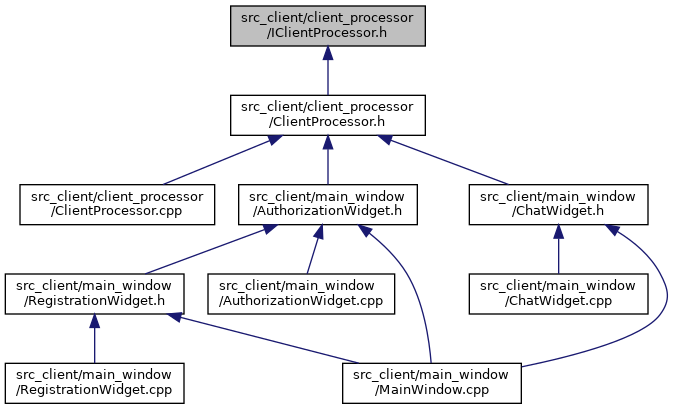 src_client/client_processor
/IClientProcessor.h
src_client/client_processor
/ClientProcessor.h
src_client/client_processor
/ClientProcessor.cpp
src_client/main_window
/AuthorizationWidget.h
src_client/main_window
/ChatWidget.h
src_client/main_window
/RegistrationWidget.h
src_client/main_window
/AuthorizationWidget.cpp
src_client/main_window
/ChatWidget.cpp
src_client/main_window
/RegistrationWidget.cpp
src_client/main_window
/MainWindow.cpp